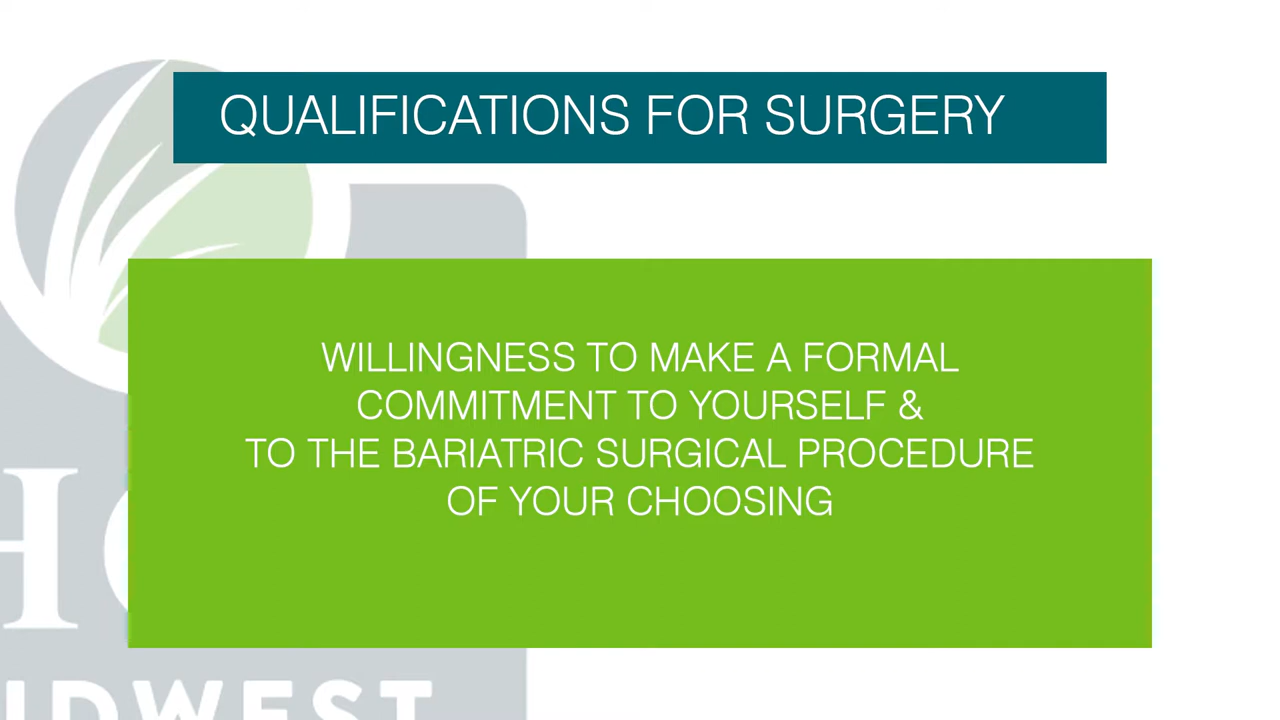 QUALIFICATIONS FOR SURGERY
WILLINGNESS TO MAKE A FORMAL
COMMITMENT TO YOURSELF &
TO THE BARIATRIC SURGICAL PROCEDURE
OF YOUR CHOOSING